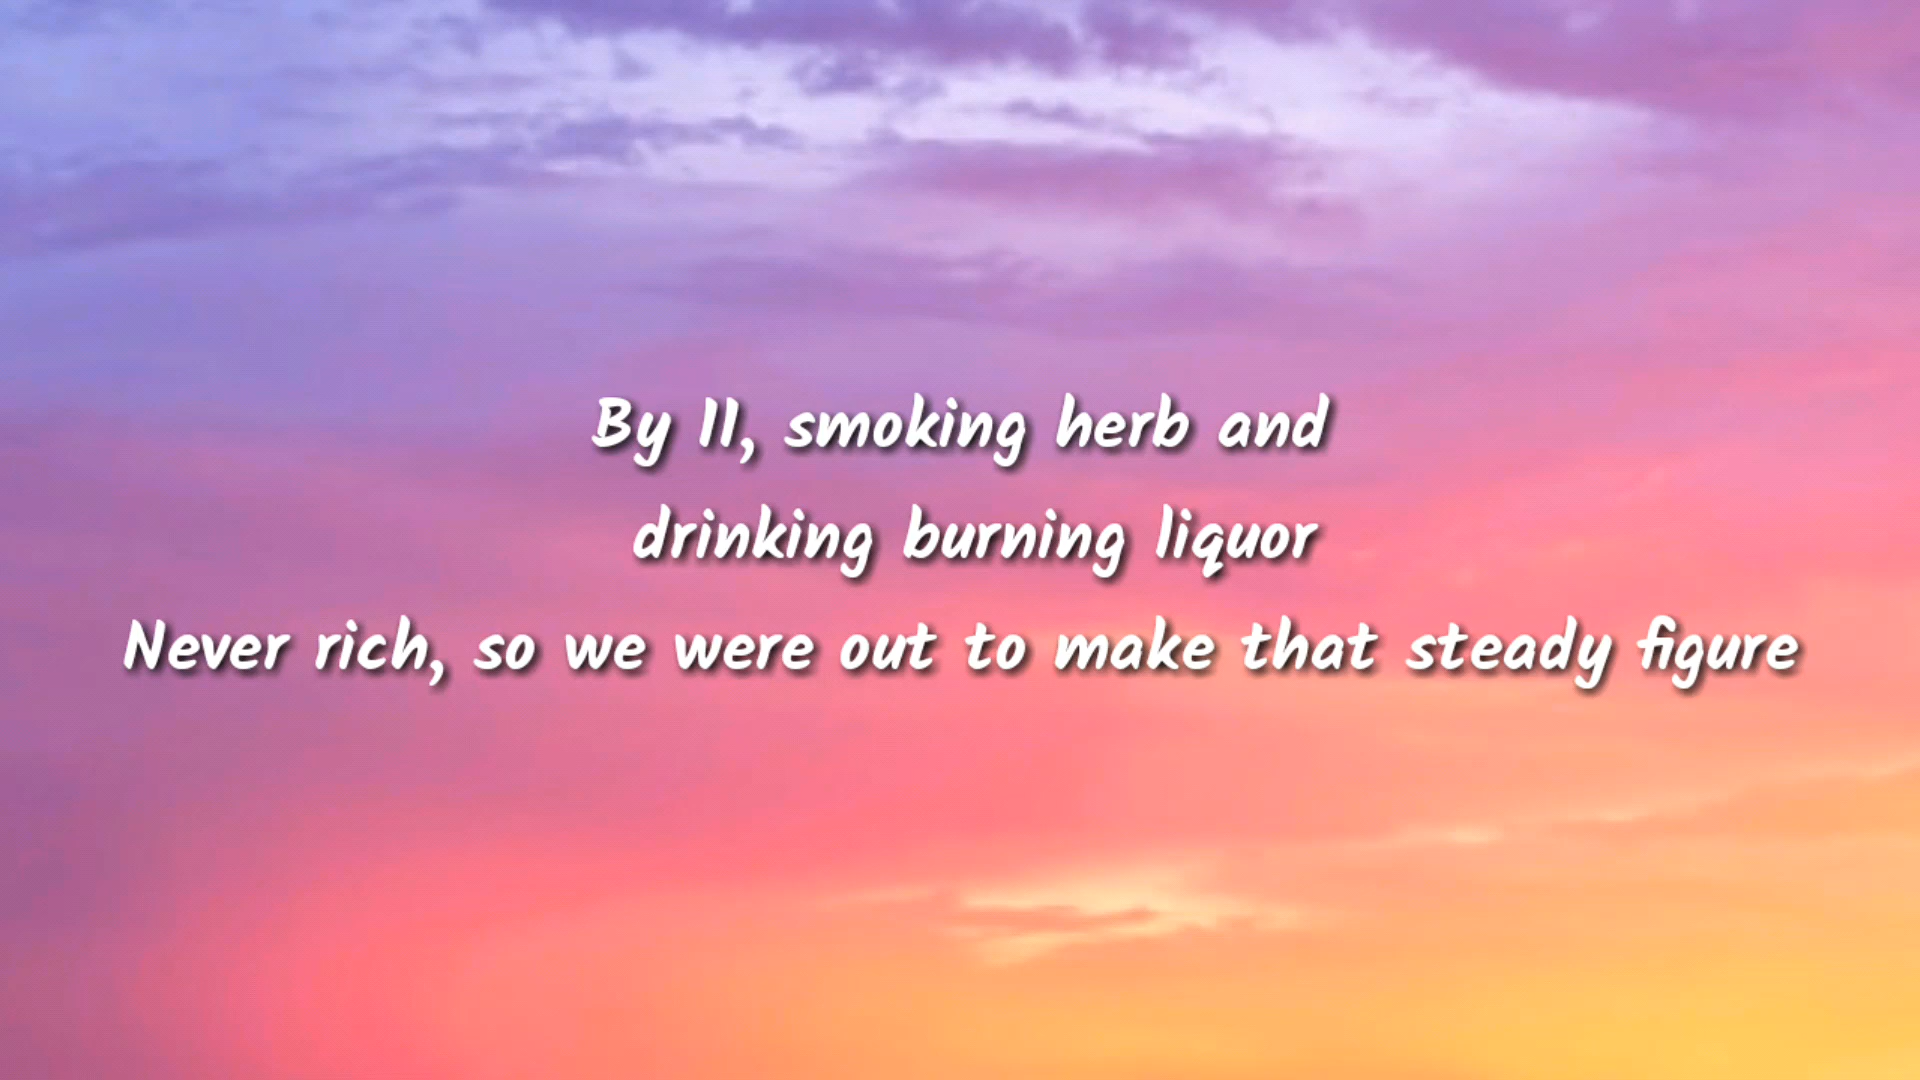 By 11, smoking herb and
drinking burning liquor
Never rich, so we were out to make that steady figure